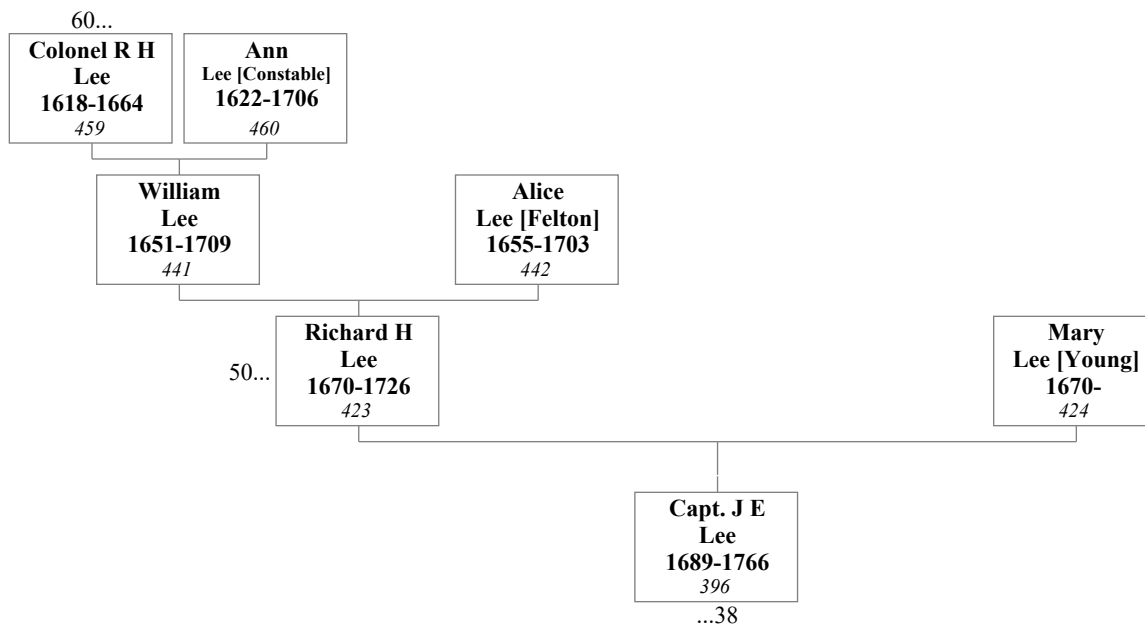 60...
Colonel R H
Lee
1618-1664
459
Ann
Lee [Constable]
1622-1706
460
William
Lee
1651-1709
441
Alice
Lee [Felton]
1655-1703
442
50...
Richard H
Lee
1670-1726
423
Mary
Lee [Young]
1670-
424
Capt. J E
Lee
1689-1766
396
...38